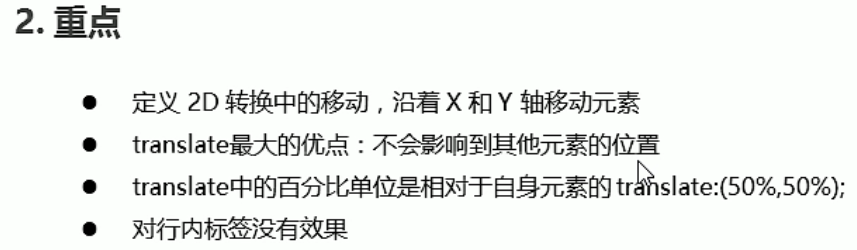 2. 重点
● 定义 2D 转换中的移动，沿着 X 和 Y 轴移动元素
● translate最大的优点：不会影响到其他元素的位置
● translate中的百分比单位是相对于自身元素的 translate:(50%,50%);
● 对行内标签没有效果